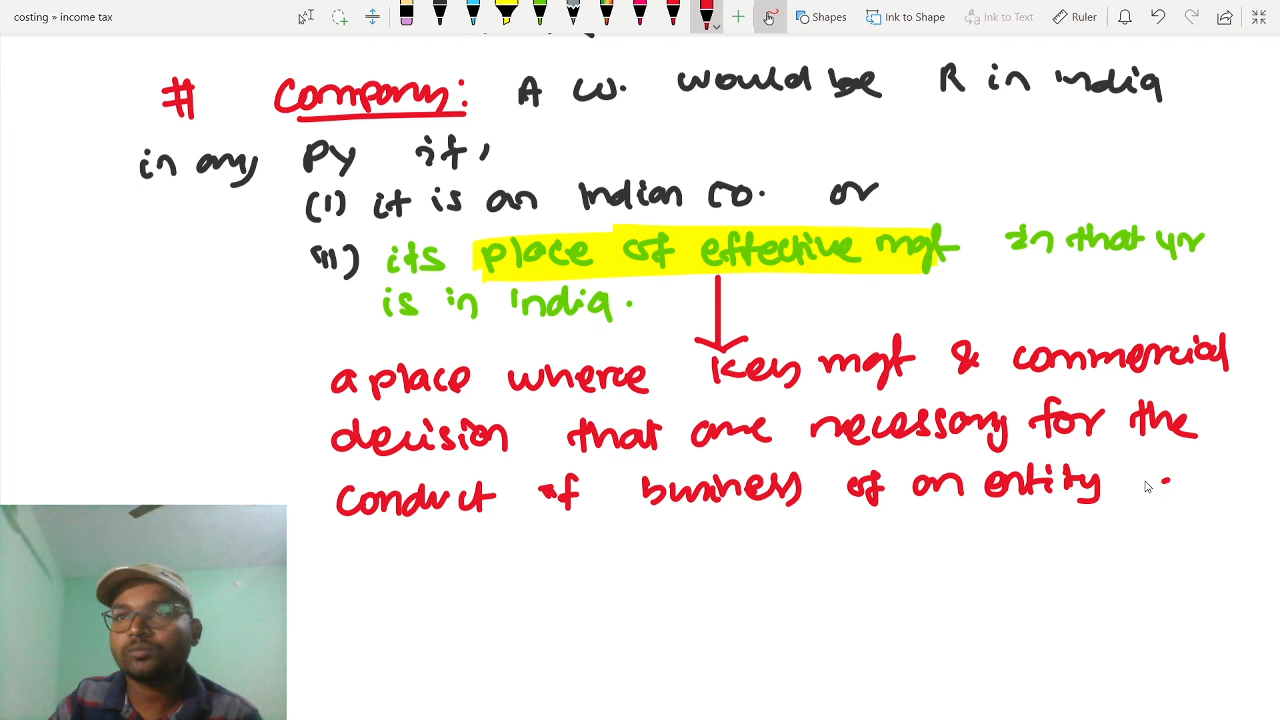 costing » income tax
Shapes Ink to Shape Ink to Text Ruler
# Company: A co. would be R in India
in any PY if,
(i) it is an Indian co. or
(ii) its place of effective mgt in that yr
is in India.
a place where key mgt & commercial
decision that are necessary for the
conduct of business of an entity .